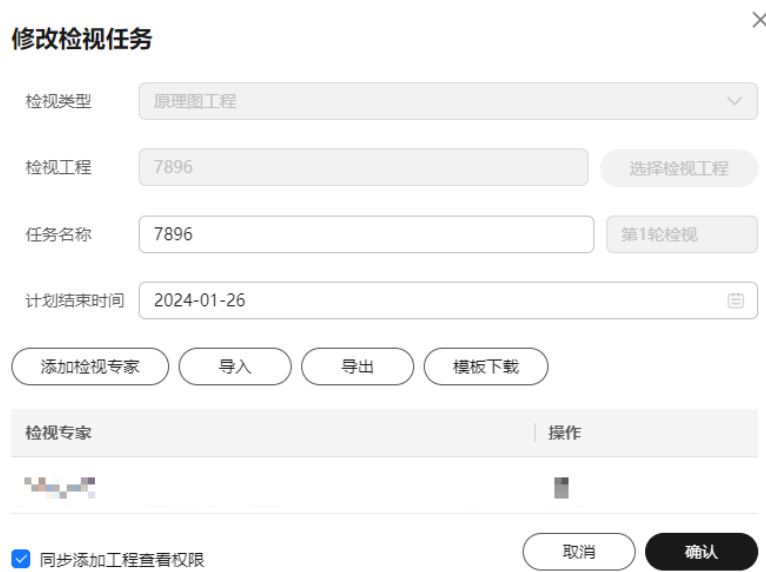 修改检视任务
检视类型 原理图工程
检视工程 7896 选择检视工程
任务名称 7896 第1轮检视
计划结束时间 2024-01-26
添加检视专家 导入 导出 模板下载
检视专家 操作
同步添加工程查看权限 取消 确认